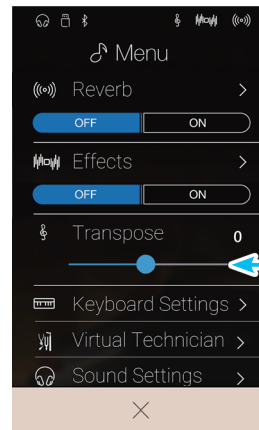 Menu
Reverb
OFF ON
Effects
OFF ON
Transpose 0
Keyboard Settings
Virtual Technician
Sound Settings